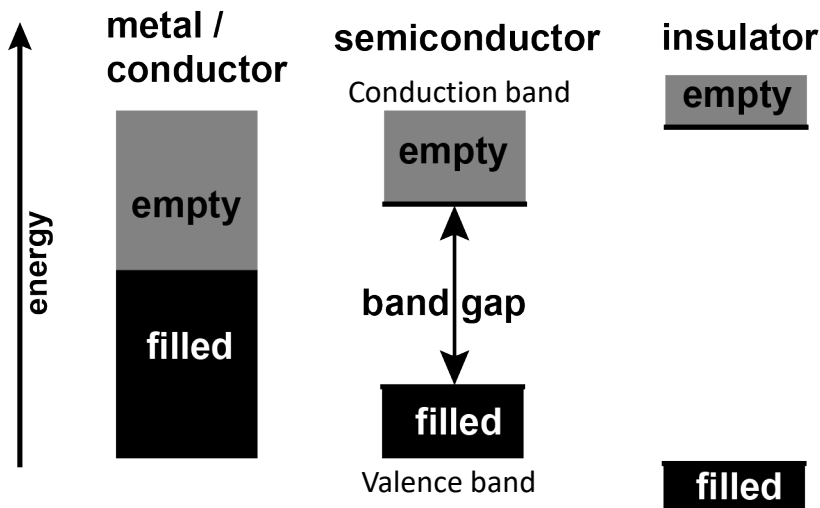 metal /
conductor
semiconductor
insulator
Conduction band
empty
empty
empty
energy
band gap
filled
filled
Valence band
filled